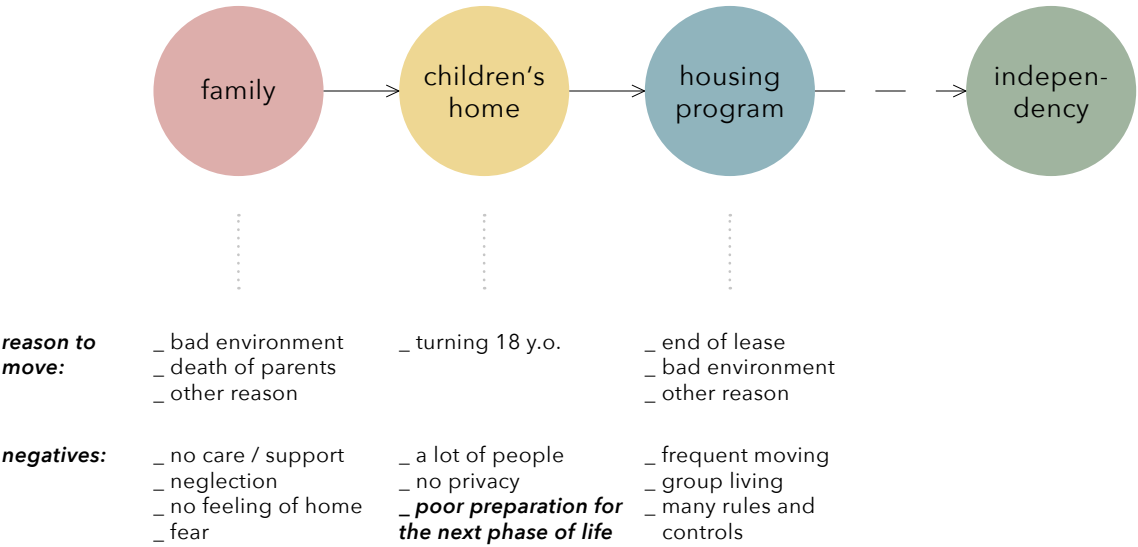 family
children's
home
housing
program
indepen-
dency
reason to
move:
_ bad environment
_ death of parents
_ other reason
_ turning 18 y.o.
_ end of lease
_ bad environment
_ other reason
negatives:
_ no care / support
_ neglection
_ no feeling of home
_ fear
_ a lot of people
_ no privacy
_ poor preparation for
the next phase of life
_ frequent moving
_ group living
_ many rules and
controls